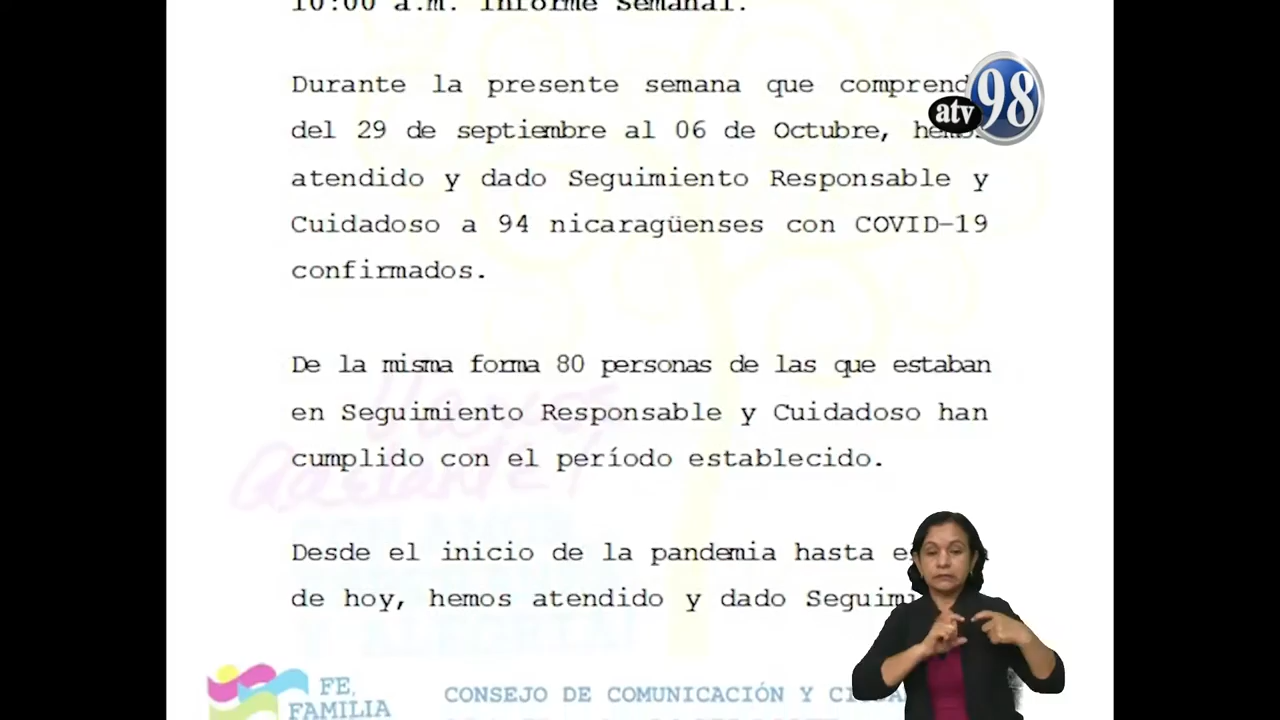 10:00 a.m. Informe Semanal.
Durante la presente semana que comprende
del 29 de septiembre al 06 de Octubre, hemos
atendido y dado Seguimiento Responsable y
Cuidadoso a 94 nicaragüenses con COVID-19
confirmados.
De la misma forma 80 personas de las que estaban
en Seguimiento Responsable y Cuidadoso han
cumplido con el período establecido.
Desde el inicio de la pandemia hasta
de hoy, hemos atendido y dado
Vamos
Adelante!
FE,
FAMILIA
CONSEJO DE COMUNICACIÓN Y
atv
98